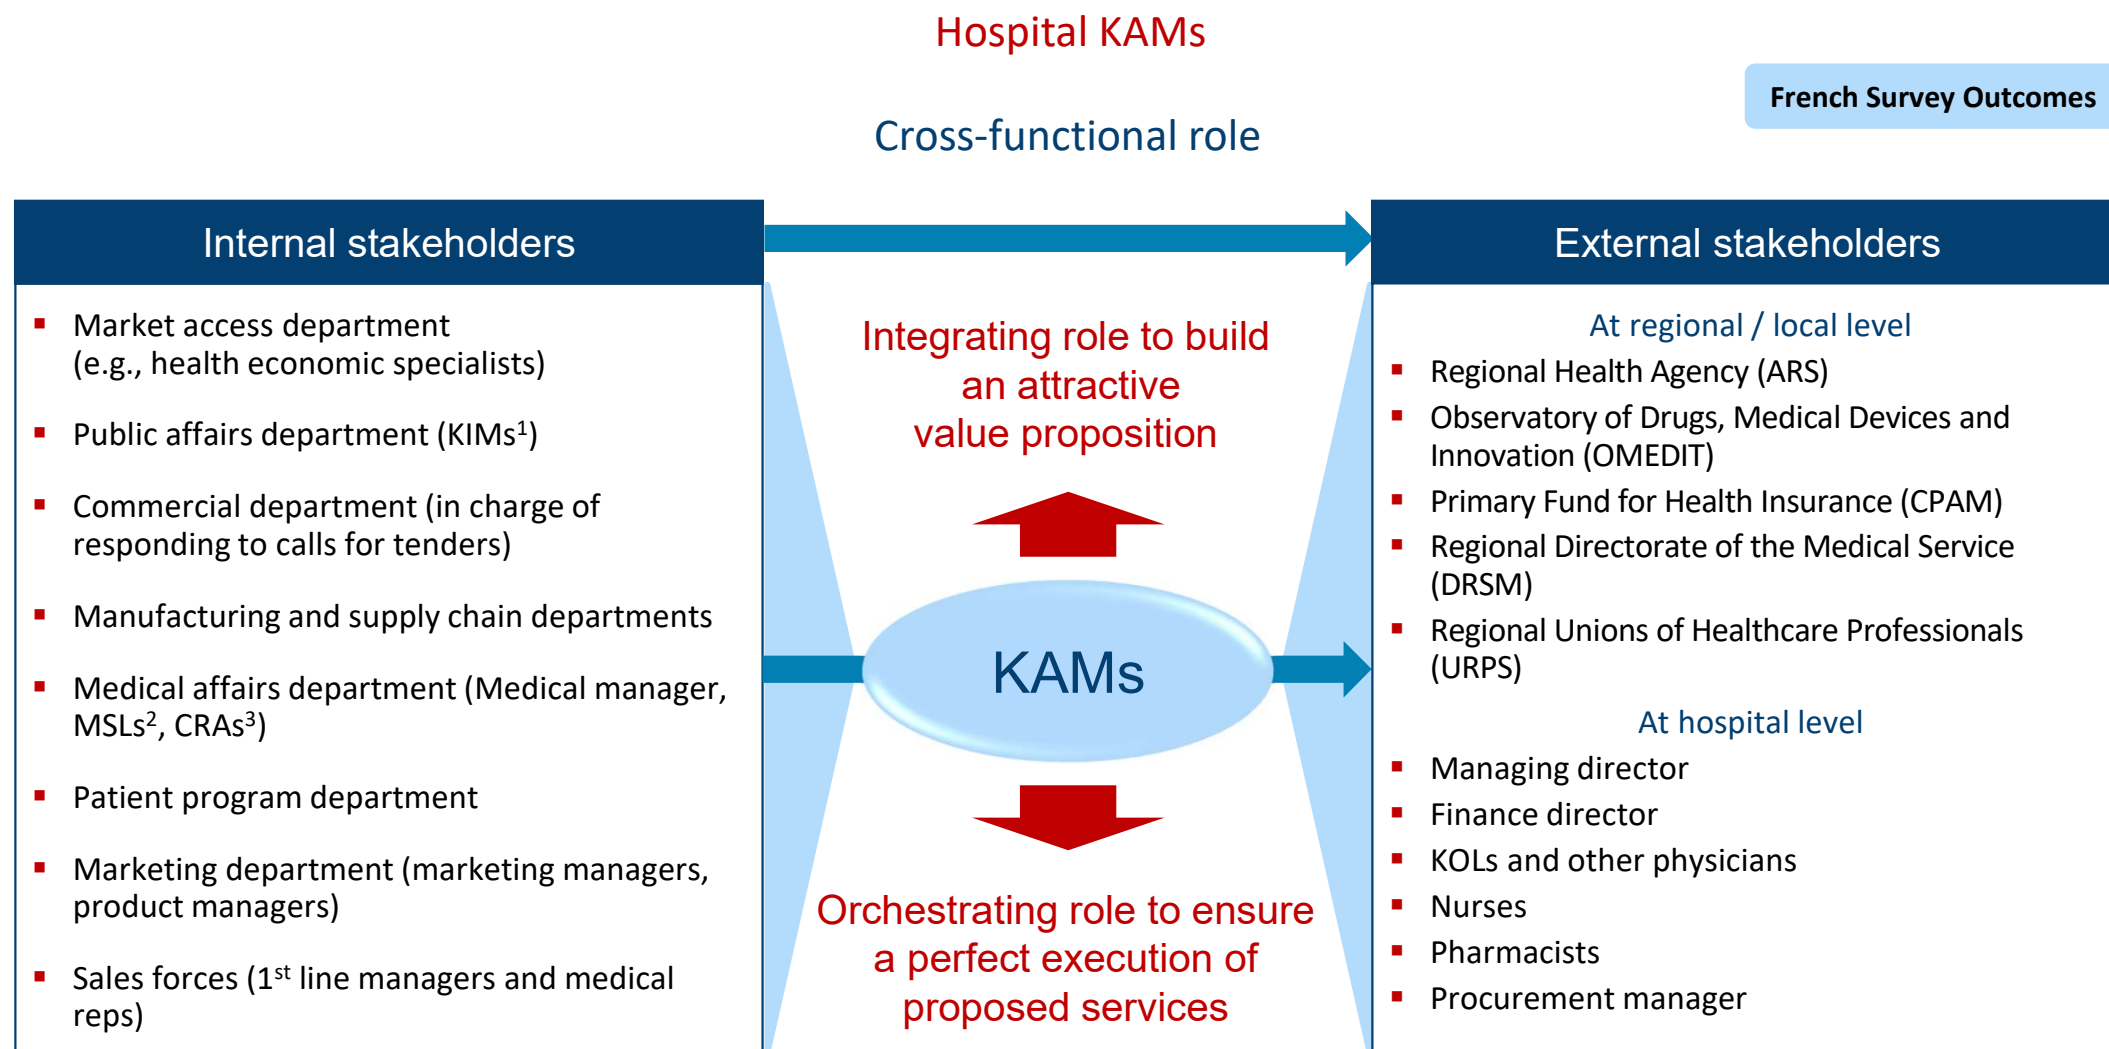 Hospital KAMs
French Survey Outcomes
Cross-functional role
Internal stakeholders
▪ Market access department
(e.g., health economic specialists)
▪ Public affairs department (KIMs¹)
▪ Commercial department (in charge of
responding to calls for tenders)
▪ Manufacturing and supply chain departments
▪ Medical affairs department (Medical manager,
MSLs², CRAs³)
▪ Patient program department
▪ Marketing department (marketing managers,
product managers)
▪ Sales forces (1st line managers and medical
reps)
Integrating role to build
an attractive
value proposition
KAMs
Orchestrating role to ensure
a perfect execution of
proposed services
External stakeholders
At regional / local level
▪ Regional Health Agency (ARS)
▪ Observatory of Drugs, Medical Devices and
Innovation (OMEDIT)
▪ Primary Fund for Health Insurance (CPAM)
▪ Regional Directorate of the Medical Service
(DRSM)
▪ Regional Unions of Healthcare Professionals
(URPS)
At hospital level
▪ Managing director
▪ Finance director
▪ KOLs and other physicians
▪ Nurses
▪ Pharmacists
▪ Procurement manager